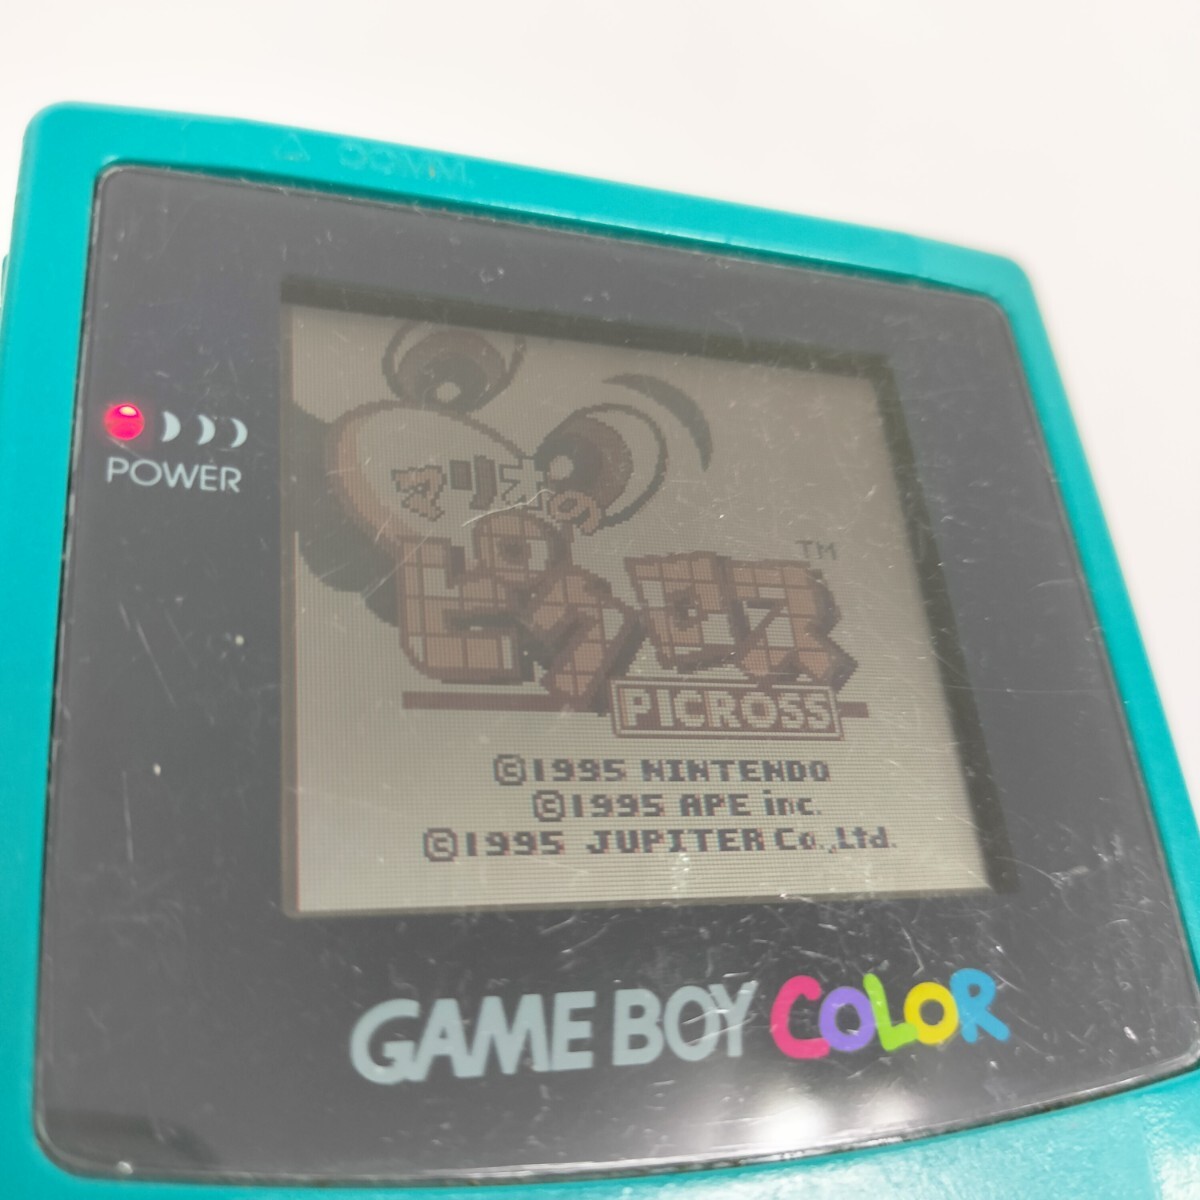 POWER
マリオの
ピクロス
TM
PICROSS
©1995 NINTENDO
©1995 APE inc.
©1995 JUPITER Co.,Ltd.
GAME BOY COLOR